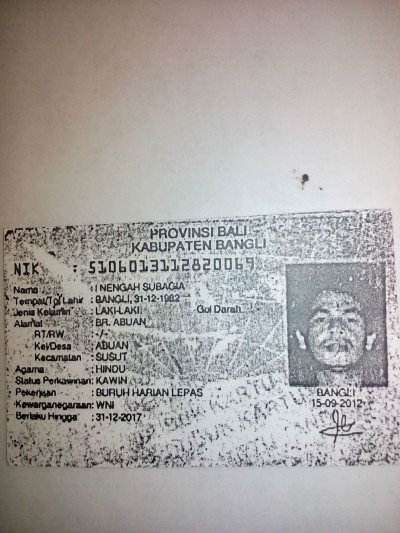 PROVINSI BALI
KABUPATEN BANGLI
NIK : 5106013112820069
Nama : I NENGAH SUBAGIA
Tempat/Tgl Lahir : BANGLI, 31-12-1982
Jenis Kelamin : LAKI-LAKI Gol Darah
Alamat : BR. ABUAN
RT/RW : -/-
Kel/Desa : ABUAN
Kecamatan : SUSUT
Agama : HINDU
Status Perkawinan: KAWIN
Pekerjaan : BURUH HARIAN LEPAS
Kewarganegaraan: WNI
Berlaku Hingga : 31-12-2017
BANGLI
15-09-2012